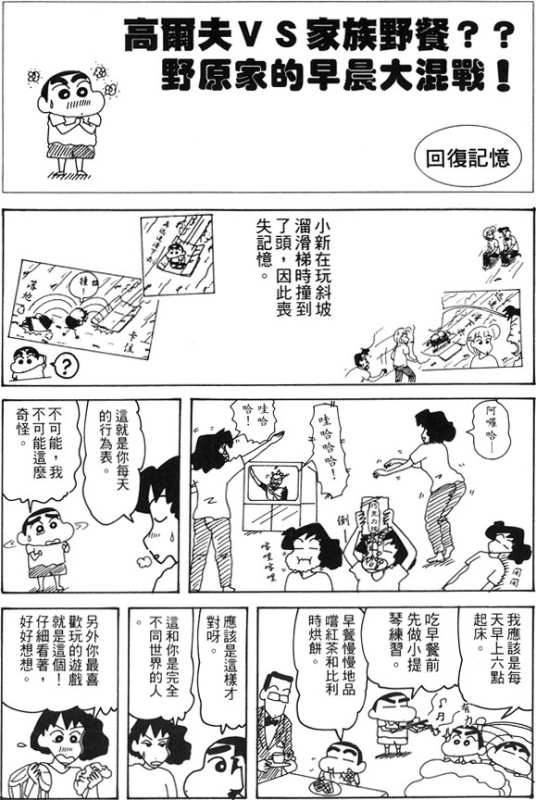 高爾夫ＶＳ家族野餐？？
野原家的早晨大混戰！
回復記憶
小新在玩斜坡
溜滑梯時撞到
了頭，因此喪
失記憶。
？
阿囉哈—
哇哈哈哈！
哇哈
哈！
倒
這就是你每天
的行為表。
不可能，我
不可能這麼
奇怪。
我應該是每
天早上六點
起床。
吃早餐前
先做小提
琴練習。
早餐慢慢地品
嚐紅茶和比利
時烘餅。
應該是這樣才
對呀。
這和你是完全
不同世界的人
。
另外你最喜
歡玩的遊戲
就是這個！
仔細看著，
好好想想。